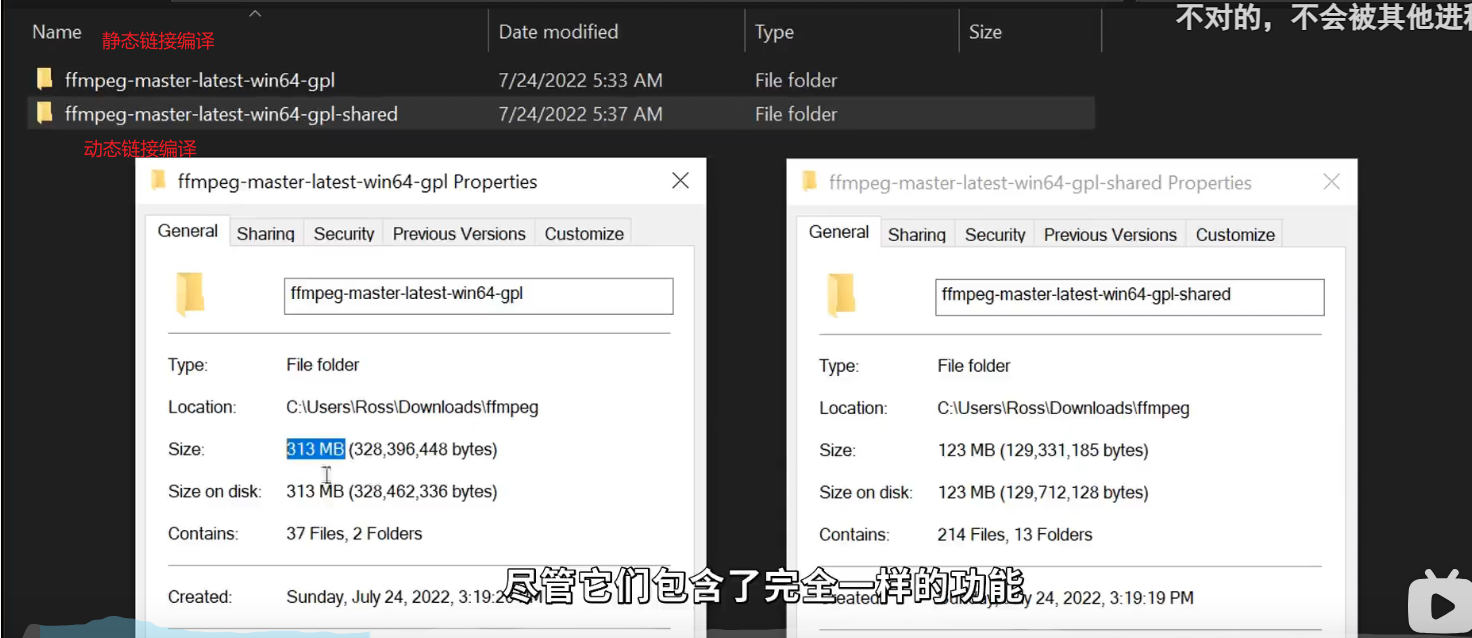 不对的，不会被其他进
Name Date modified Type Size
静态链接编译
ffmpeg-master-latest-win64-gpl 7/24/2022 5:33 AM File folder
ffmpeg-master-latest-win64-gpl-shared 7/24/2022 5:37 AM File folder
动态链接编译
ffmpeg-master-latest-win64-gpl Properties
General Sharing Security Previous Versions Customize
ffmpeg-master-latest-win64-gpl
Type: File folder
Location: C:\Users\Ross\Downloads\ffmpeg
Size: 313 MB (328,396,448 bytes)
Size on disk: 313 MB (328,462,336 bytes)
Contains: 37 Files, 2 Folders
Created: Sunday, July 24, 2022, 3:19:2
ffmpeg-master-latest-win64-gpl-shared Properties
General Sharing Security Previous Versions Customize
ffmpeg-master-latest-win64-gpl-shared
Type: File folder
Location: C:\Users\Ross\Downloads\ffmpeg
Size: 123 MB (129,331,185 bytes)
Size on disk: 123 MB (129,712,128 bytes)
Contains: 214 Files, 13 Folders
24, 2022, 3:19:19 PM
尽管它们包含了完全一样的功能